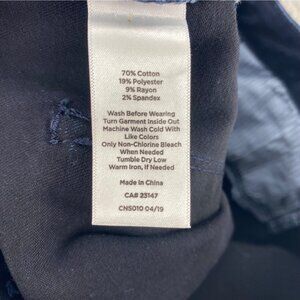 70% Cotton
19% Polyester
9% Rayon
2% Spandex
Wash Before Wearing
Turn Garment Inside Out
Machine Wash Cold With
Like Colors
Only Non-Chlorine Bleach
When Needed
Tumble Dry Low
Warm Iron, If Needed
Made in China
CA# 23147
CNS010 04/19